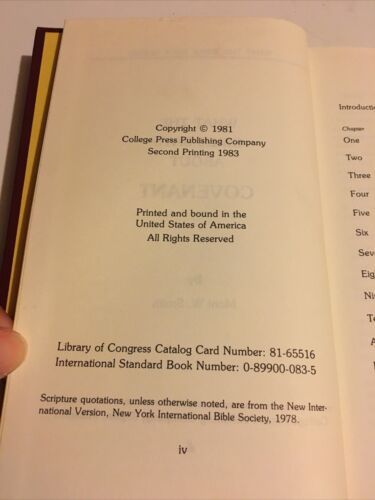 Copyright © 1981
College Press Publishing Company
Second Printing 1983
Printed and bound in the
United States of America
All Rights Reserved
Library of Congress Catalog Card Number: 81-65516
International Standard Book Number: 0-89900-083-5
Scripture quotations, unless otherwise noted, are from the New Inter-
national Version, New York International Bible Society, 1978.
iv
Chapter
One
Two
Three
Four
Five
Six